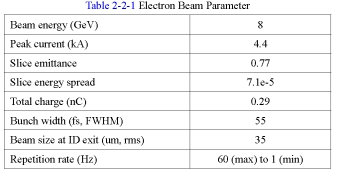 Table 2-2-1 Electron Beam Parameter
Beam energy (GeV) 8
Peak current (kA) 4.4
Slice emittance 0.77
Slice energy spread 7.1e-5
Total charge (nC) 0.29
Bunch width (fs, FWHM) 55
Beam size at ID exit (um, rms) 35
Repetition rate (Hz) 60 (max) to 1 (min)